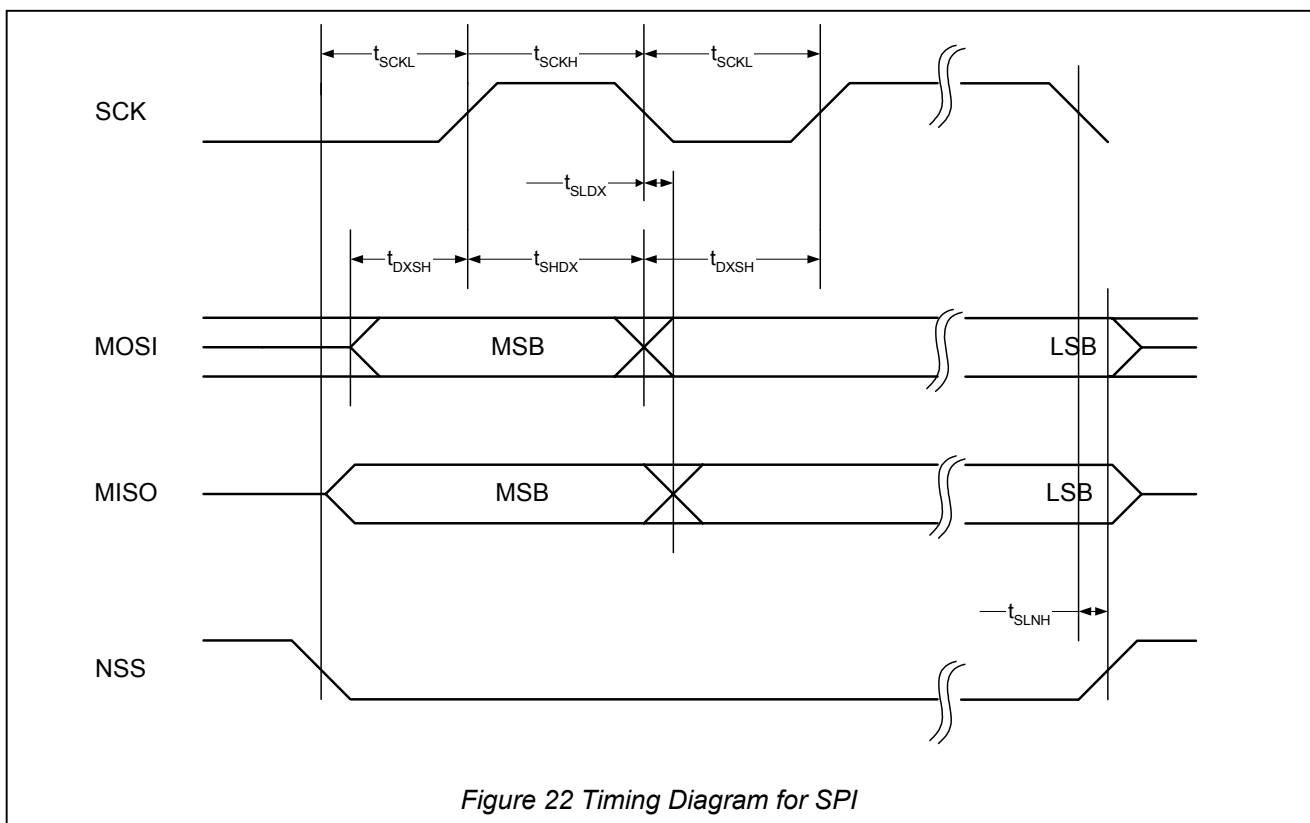 tSCKL tSCKH tSCKL
SCK
tSLDX
tDXSH tSHDX tDXSH
MOSI MSB LSB
MISO MSB LSB
tSLNH
NSS
Figure 22 Timing Diagram for SPI